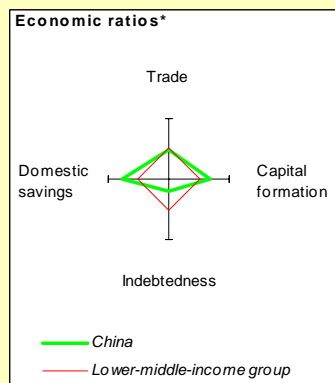 Economic ratios*
Trade
Domestic
savings
Capital
formation
Indebtedness
China
Lower-middle-income group